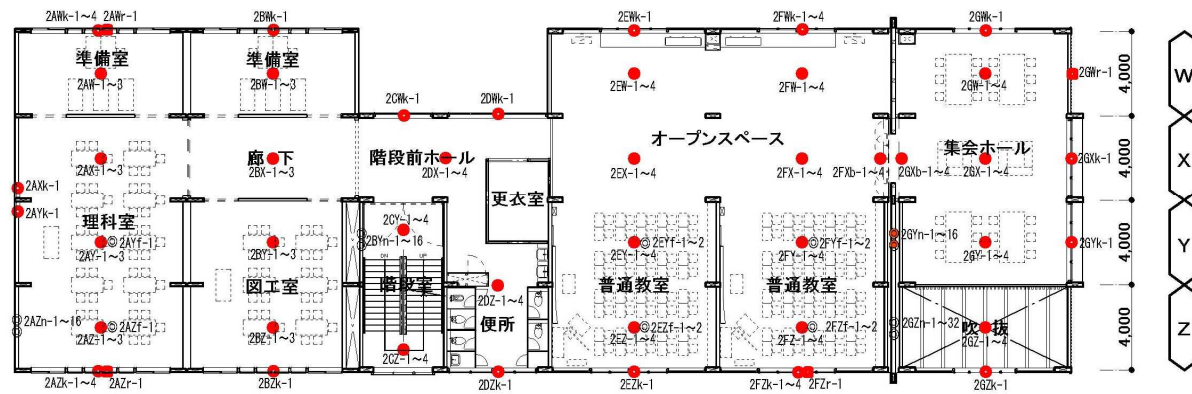 2AWk-1～4 2AWr-1 2BWk-1 2EWk-1 2FWk-1～4 2GWk-1
準備室 準備室
2AW-1～3 2BW-1～3 2EW-1～4 2FW-1～4 2GW-1～4 2GWr-1 4,000 W
2CWk-1 2DWk-1
オープンスペース
廊下 階段前ホール 集会ホール
2AX-1～3 2BX-1～3 2DX-1～4 2EX-1～4 2FX-1～4 2FXb-1～4 2GXb-1～4 2GX-1～4 2GXk-1 4,000 X
2AXk-1
更衣室
2AYk-1
理科室
2CY-1～4
2AYf-1 2BYn-1～16 2EYf-1～2 2FYf-1～2 2GYn-1～16 2GYk-1
2AY-1～3 2BY-1～3 2EY-1～4 2FY-1～4 2GY-1～4 4,000 Y
DN UP
図工室 階段室 普通教室 普通教室
2DZ-1～4
便所
2AZn-1～16 2AZf-1 2EZf-1～2 2FZf-1～2 2GZn-1～32 吹抜
2AZ-1～3 2BZ-1～3 2EZ-1～4 2FZ-1～4 2GZ-1～4 4,000 Z
2CZ-1～4
2AZk-1～4 2AZr-1 2BZk-1 2DZk-1 2EZk-1 2FZk-1～4 2FZr-1 2GZk-1